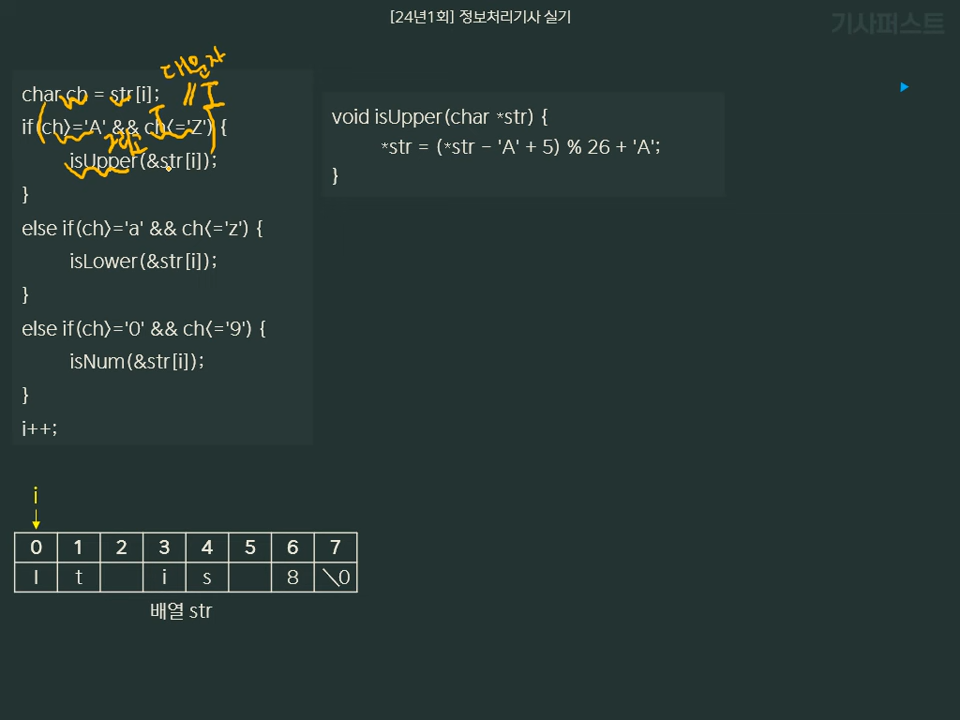 [24년1회] 정보처리기사 실기
기사퍼스트
대문자
char ch = str[i];
if(ch>='A' && ch<='Z') {
isUpper(&str[i]);
}
else if(ch>='a' && ch<='z') {
isLower(&str[i]);
}
else if(ch>='0' && ch<='9') {
isNum(&str[i]);
}
i++;
void isUpper(char *str) {
*str = (*str - 'A' + 5) % 26 + 'A';
}
i
0 1 2 3 4 5 6 7
I t i s 8 \0
배열 str